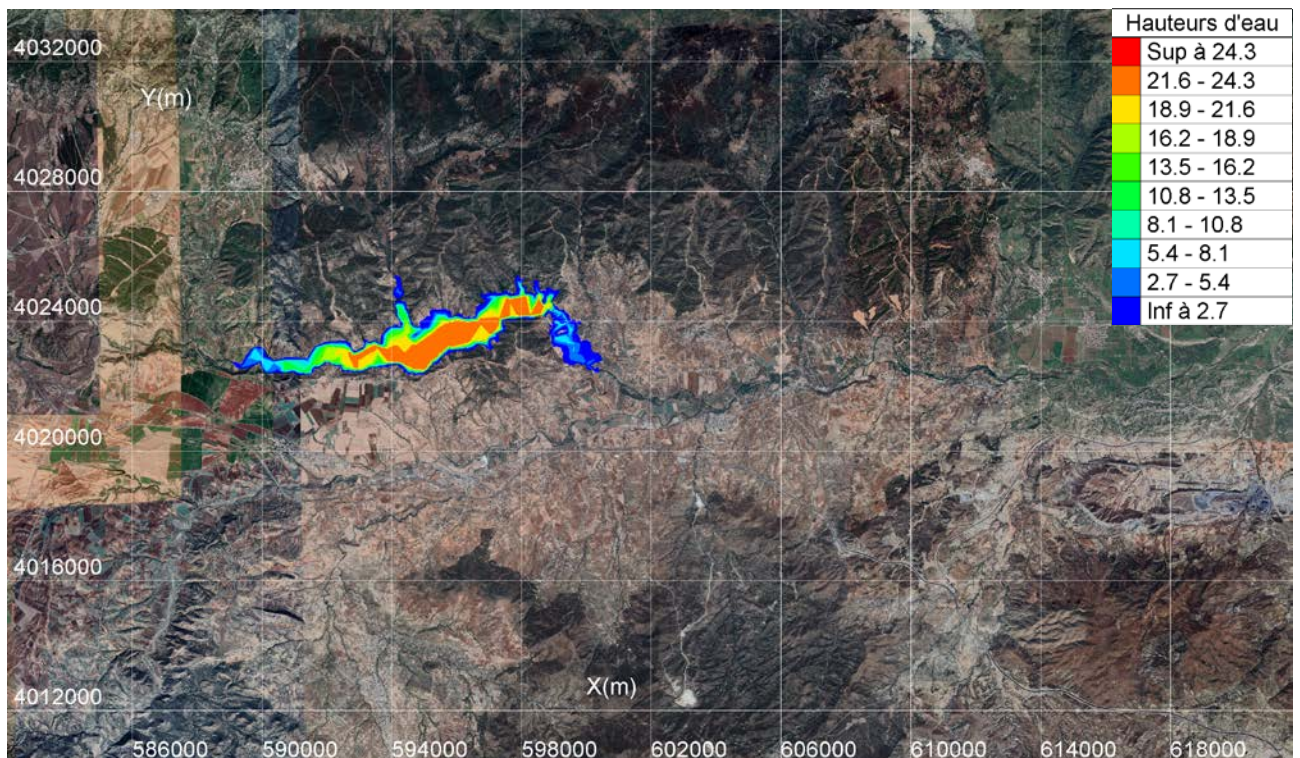 Hauteurs d'eau
Sup à 24.3
21.6 - 24.3
18.9 - 21.6
16.2 - 18.9
13.5 - 16.2
10.8 - 13.5
8.1 - 10.8
5.4 - 8.1
2.7 - 5.4
Inf à 2.7
4032000
Y(m)
4028000
4024000
4020000
4016000
4012000
X(m)
586000 590000 594000 598000 602000 606000 610000 614000 618000